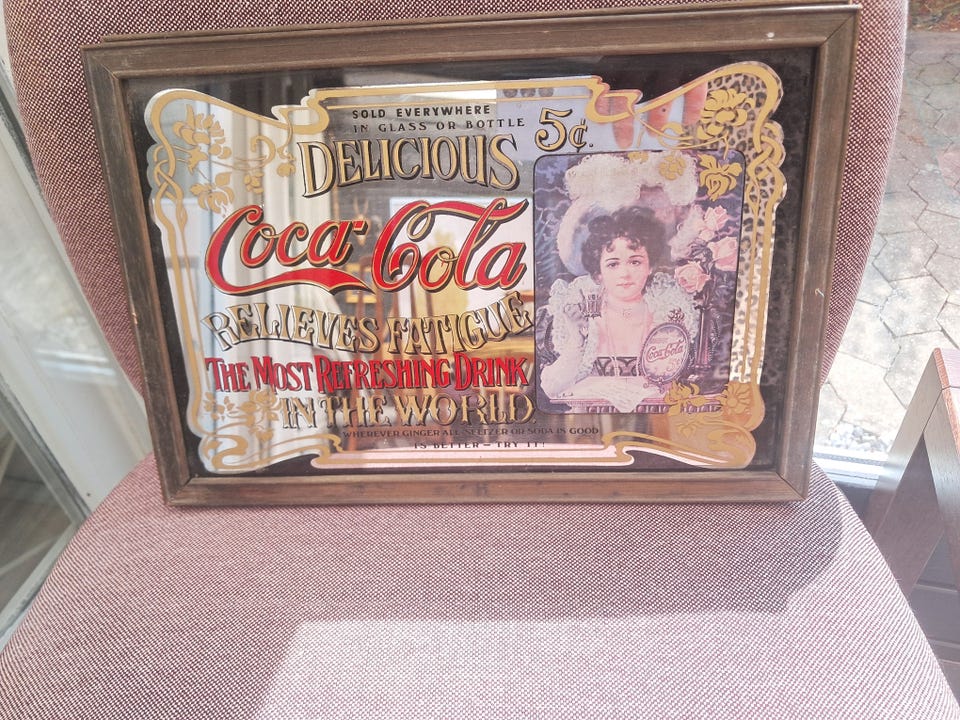 SOLD EVERYWHERE
IN GLASS OR BOTTLE
5¢.
DELICIOUS
Coca-Cola
RELIEVES FATIGUE
THE MOST REFRESHING DRINK
IN THE WORLD
WHEREVER GINGER ALE SELTZER OR SODA IS GOOD
IS BETTER - TRY IT!
Coca-Cola